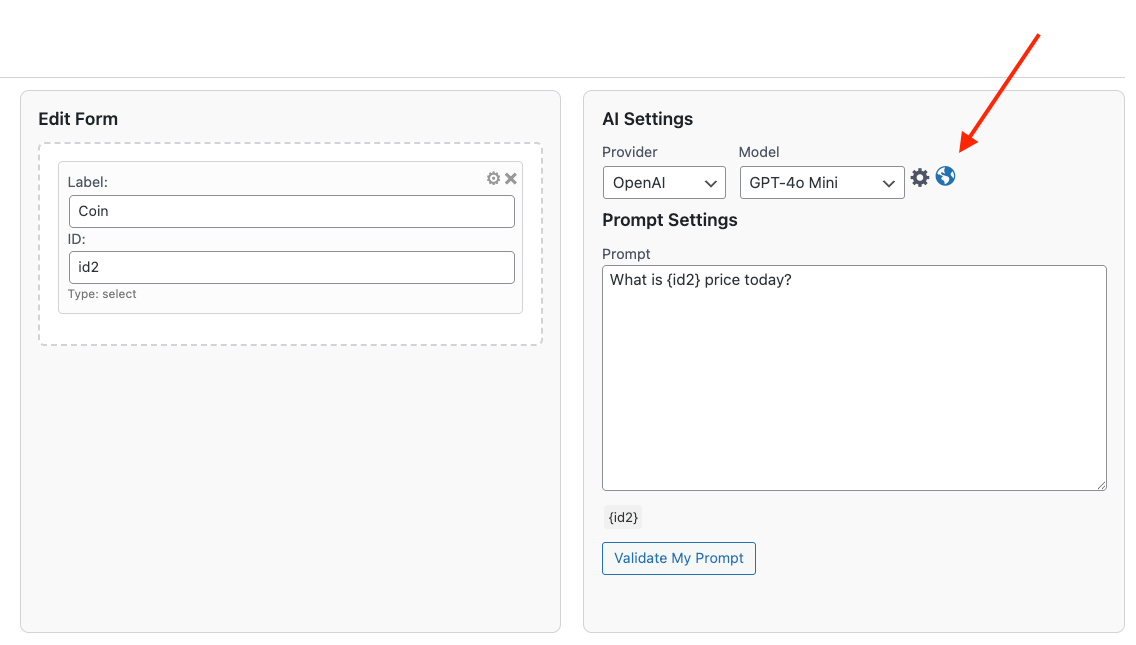 Edit Form
Label:
Coin
ID:
id2
Type: select
AI Settings
Provider
Model
OpenAI
GPT-4o Mini
Prompt Settings
Prompt
What is {id2} price today?
{id2}
Validate My Prompt